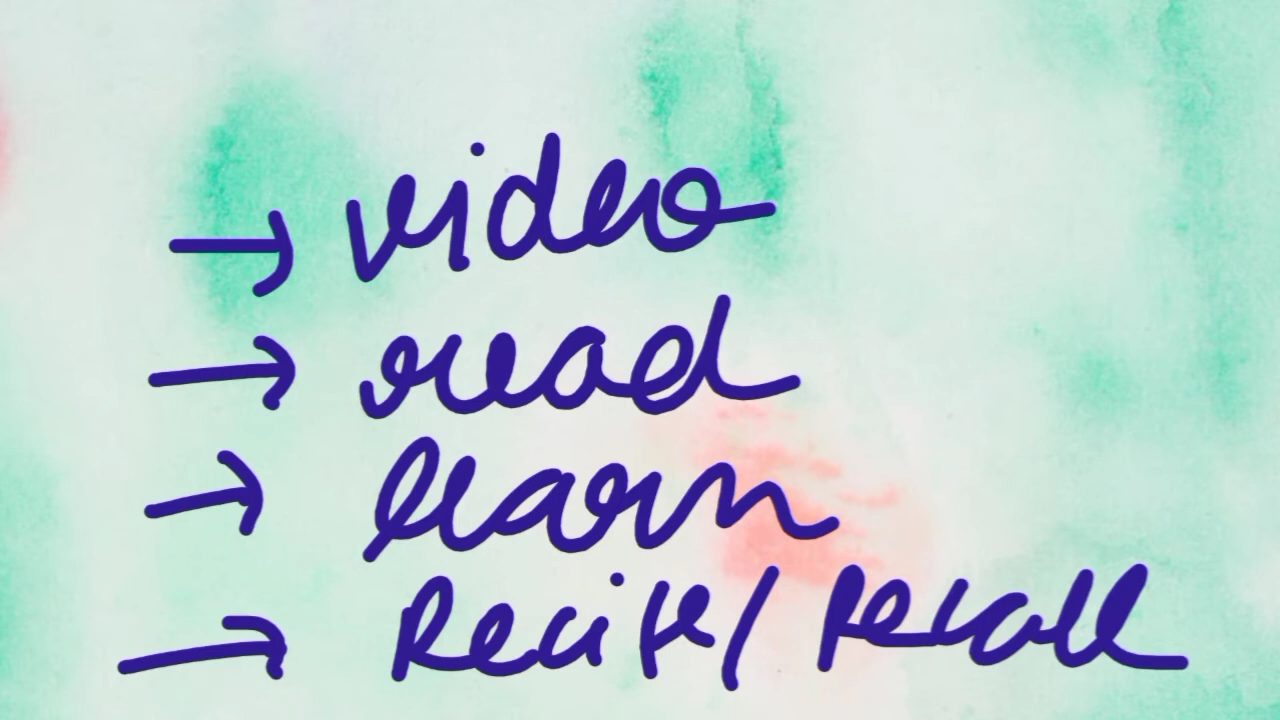 → video
→ read
→ learn
→ Recite/Recall